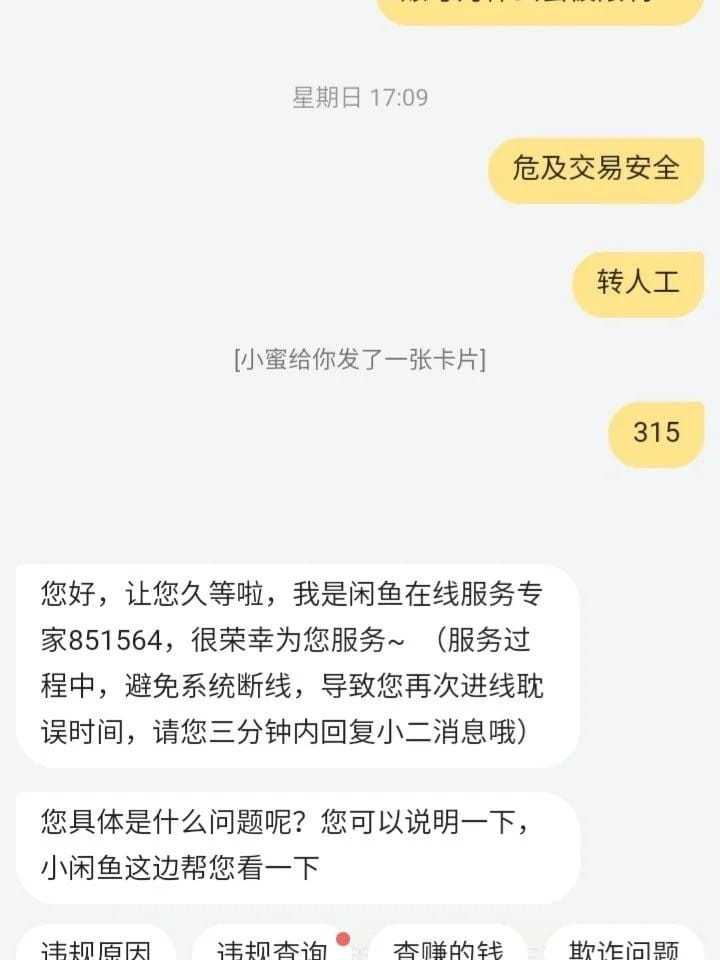 星期日 17:09
危及交易安全
转人工
[小蜜给你发了一张卡片]
315
您好，让您久等啦，我是闲鱼在线服务专
家851564，很荣幸为您服务~ （服务过
程中，避免系统断线，导致您再次进线耽
误时间，请您三分钟内回复小二消息哦）
您具体是什么问题呢？您可以说明一下，
小闲鱼这边帮您看一下
违规原因 违规查询 查赚的钱 欺诈问题